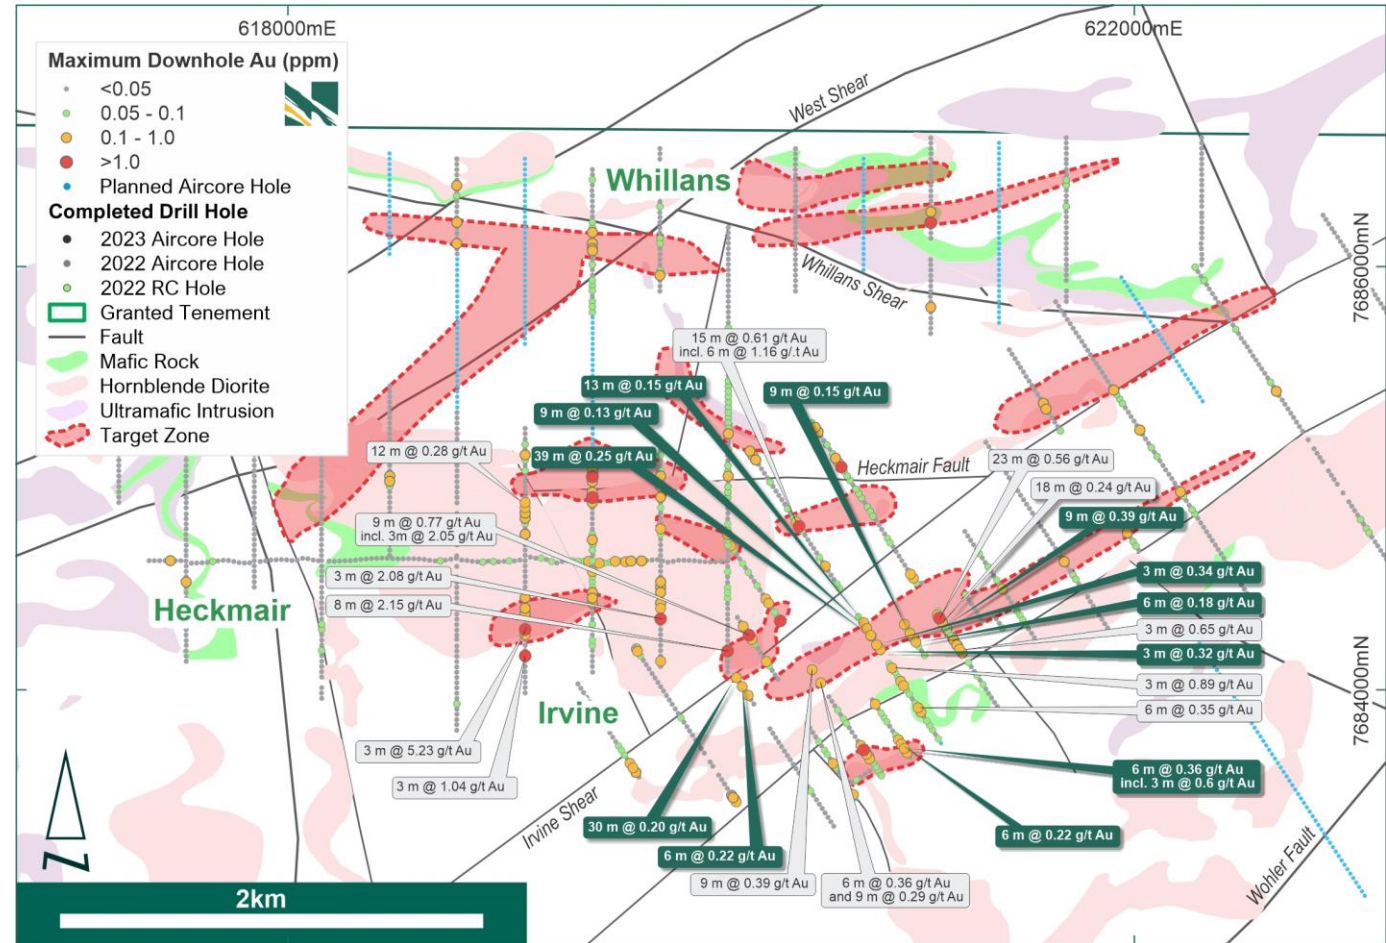 618000mE
622000mE
Maximum Downhole Au (ppm)
<0.05
0.05 - 0.1
0.1 - 1.0
>1.0
Planned Aircore Hole
Completed Drill Hole
2023 Aircore Hole
2022 Aircore Hole
2022 RC Hole
Granted Tenement
Fault
Mafic Rock
Hornblende Diorite
Ultramafic Intrusion
Target Zone
West Shear
Whillans
Whillans Shear
7686000mN
15 m @ 0.61 g/t Au
incl. 6 m @ 1.16 g/.t Au
13 m @ 0.15 g/t Au
9 m @ 0.15 g/t Au
9 m @ 0.13 g/t Au
12 m @ 0.28 g/t Au
39 m @ 0.25 g/t Au
Heckmair Fault
23 m @ 0.56 g/t Au
18 m @ 0.24 g/t Au
9 m @ 0.39 g/t Au
9 m @ 0.77 g/t Au
incl. 3m @ 2.05 g/t Au
3 m @ 2.08 g/t Au
8 m @ 2.15 g/t Au
Heckmair
3 m @ 0.34 g/t Au
6 m @ 0.18 g/t Au
3 m @ 0.65 g/t Au
3 m @ 0.32 g/t Au
3 m @ 0.89 g/t Au
6 m @ 0.35 g/t Au
7684000mN
Irvine
3 m @ 5.23 g/t Au
3 m @ 1.04 g/t Au
6 m @ 0.36 g/t Au
incl. 3 m @ 0.6 g/t Au
6 m @ 0.22 g/t Au
Irvine Shear
30 m @ 0.20 g/t Au
6 m @ 0.22 g/t Au
9 m @ 0.39 g/t Au
6 m @ 0.36 g/t Au
and 9 m @ 0.29 g/t Au
Wohler Fault
N
2km